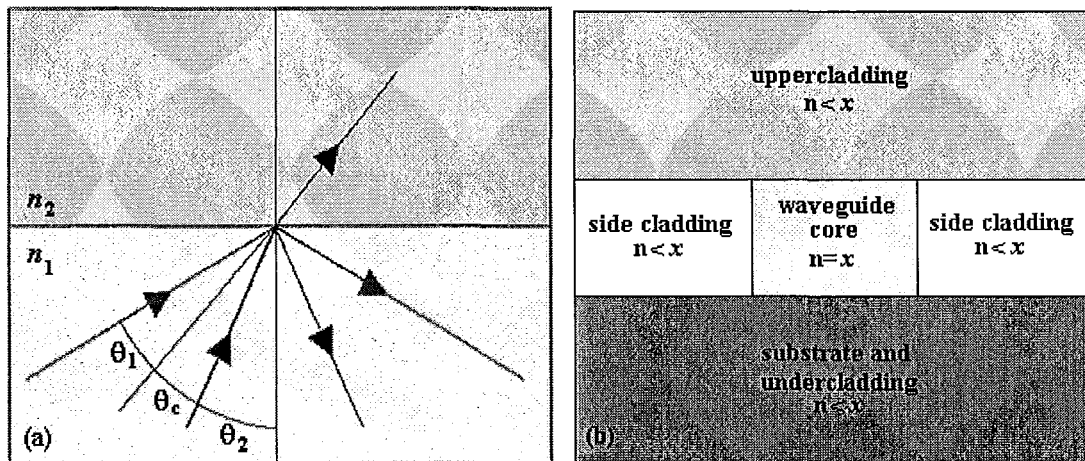 n₂
n₁
θ₁
θc
θ₂
(a)
uppercladding
n < x
side cladding
n < x
waveguide
core
n=x
side cladding
n < x
substrate and
undercladding
n < x
(b)